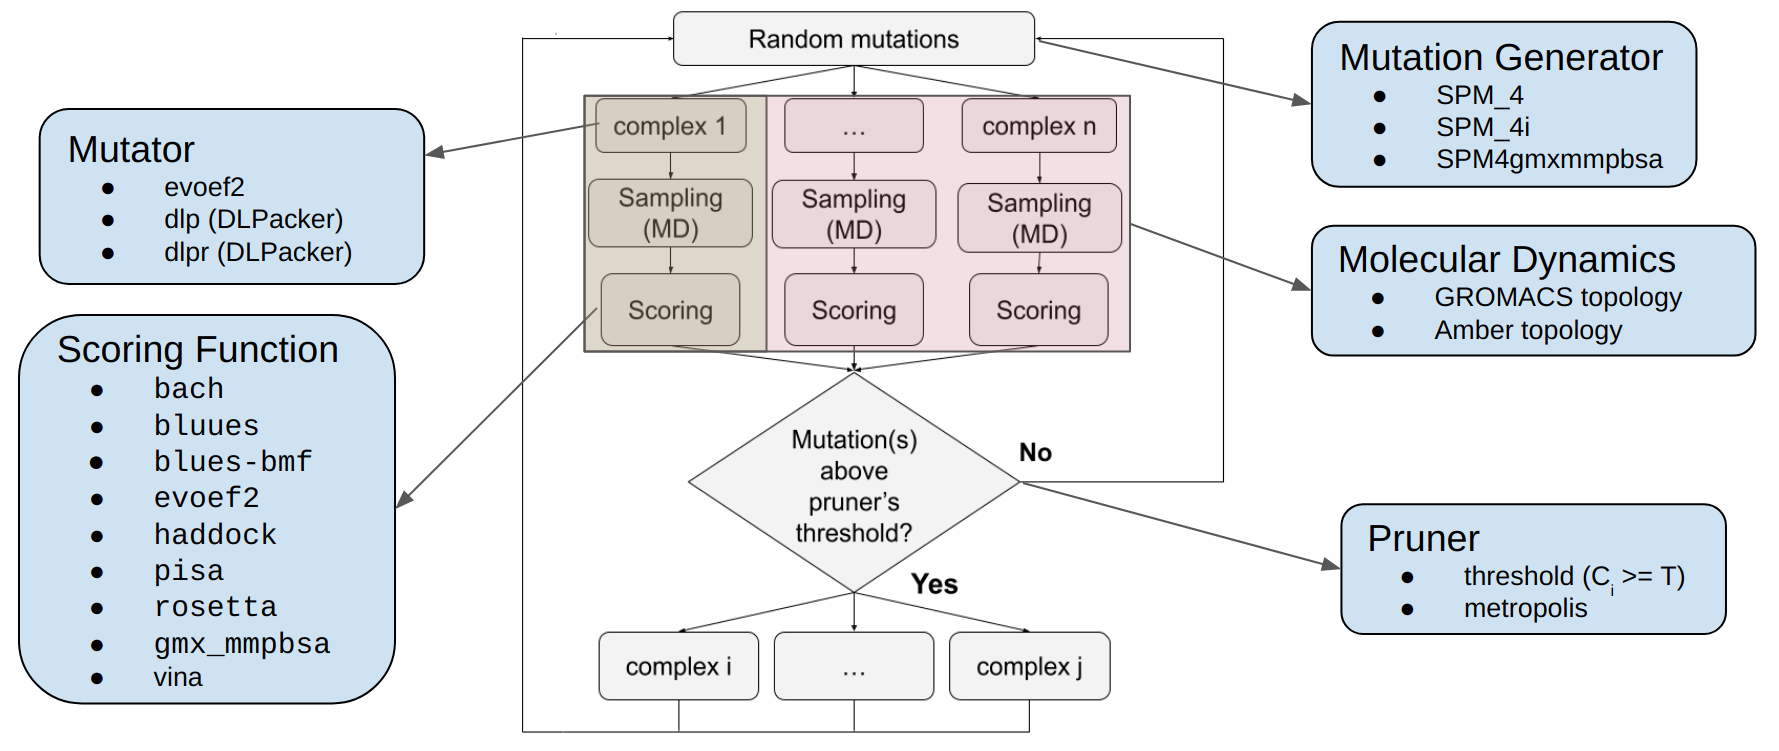 Random mutations
complex 1
...
complex n
Sampling
(MD)
Sampling
(MD)
Sampling
(MD)
Scoring
Scoring
Scoring
Mutation(s)
above
pruner's
threshold?
No
Yes
complex i
...
complex j
Mutator
● evoef2
● dlp (DLPacker)
● dlpr (DLPacker)
Scoring Function
● bach
● bluues
● blues-bmf
● evoef2
● haddock
● pisa
● rosetta
● gmx_mmpbsa
● vina
Mutation Generator
● SPM_4
● SPM_4i
● SPM4gmxmmpbsa
Molecular Dynamics
● GROMACS topology
● Amber topology
Pruner
● threshold (Ci >= T)
● metropolis